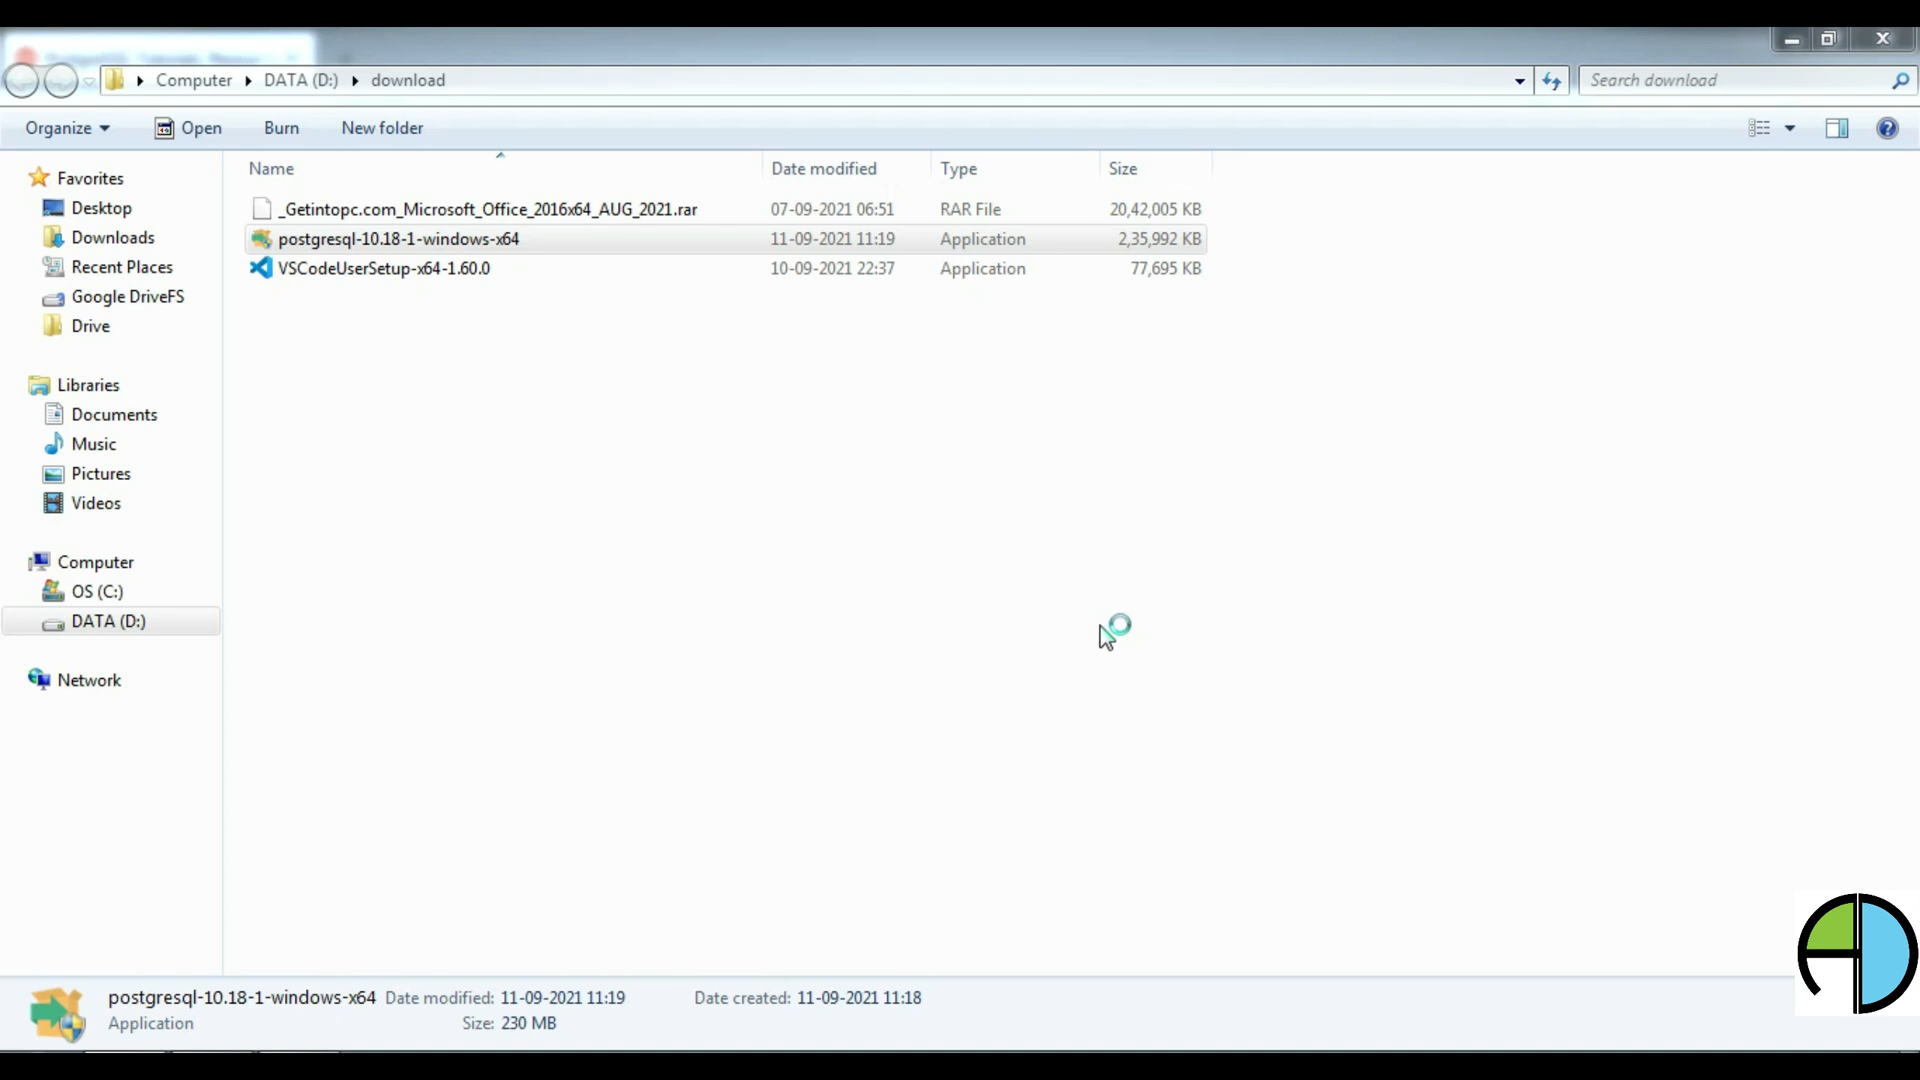 Computer DATA (D:) download Search download
Organize Open Burn New folder
Name Date modified Type Size
_Getintopc.com_Microsoft_Office_2016x64_AUG_2021.rar 07-09-2021 06:51 RAR File 20,42,005 KB
postgresql-10.18-1-windows-x64 11-09-2021 11:19 Application 2,35,992 KB
VSCodeUserSetup-x64-1.60.0 10-09-2021 22:37 Application 77,695 KB
Favorites
Desktop
Downloads
Recent Places
Google DriveFS
Drive
Libraries
Documents
Music
Pictures
Videos
Computer
OS (C:)
DATA (D:)
Network
postgresql-10.18-1-windows-x64 Date modified: 11-09-2021 11:19 Date created: 11-09-2021 11:18
Application Size: 230 MB